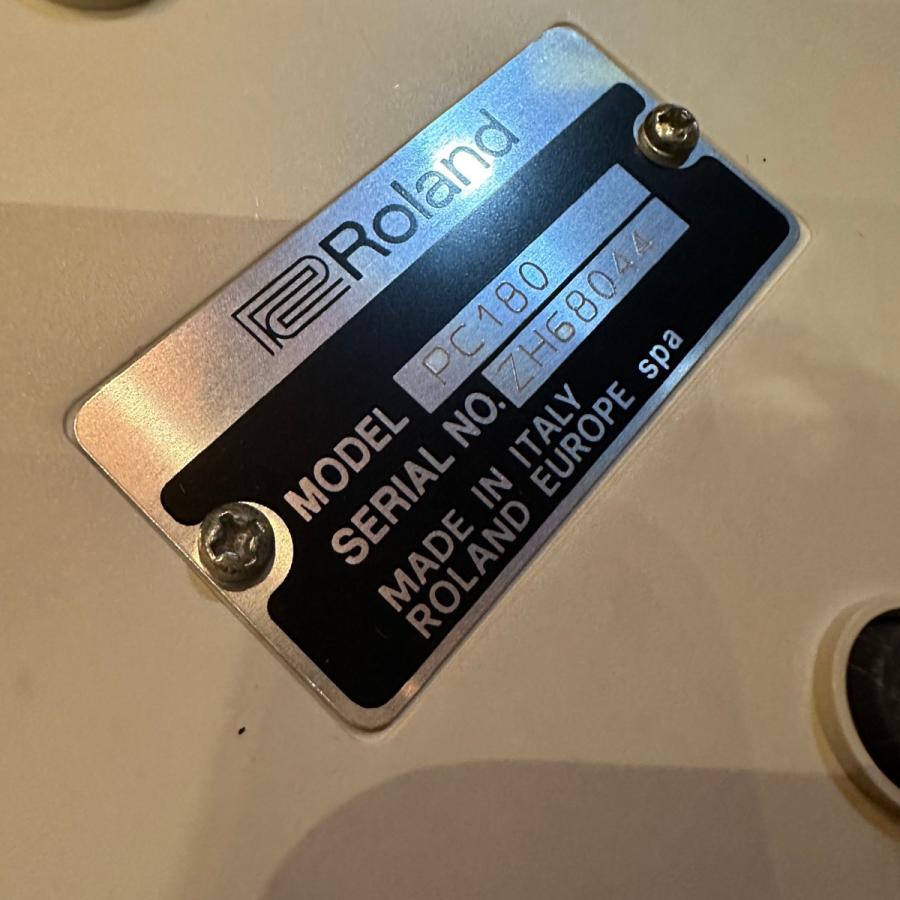 Roland
MODEL PC180
SERIAL NO. ZH68044
MADE IN ITALY
ROLAND EUROPE spa